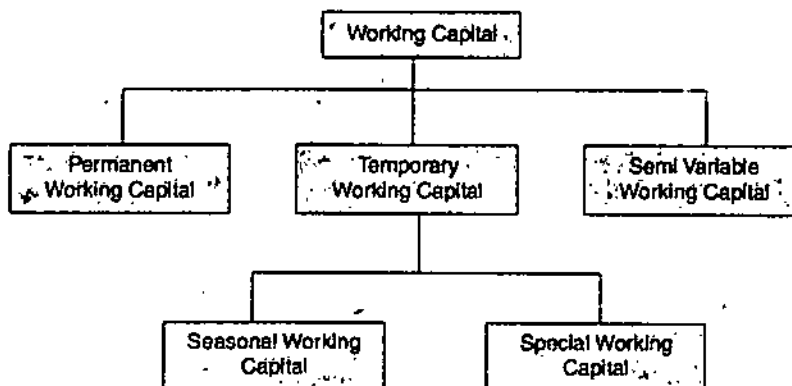 Working Capital
Permanent
Working Capital
Temporary
Working Capital
Semi Variable
Working Capital
Seasonal Working
Capital
Special Working
Capital